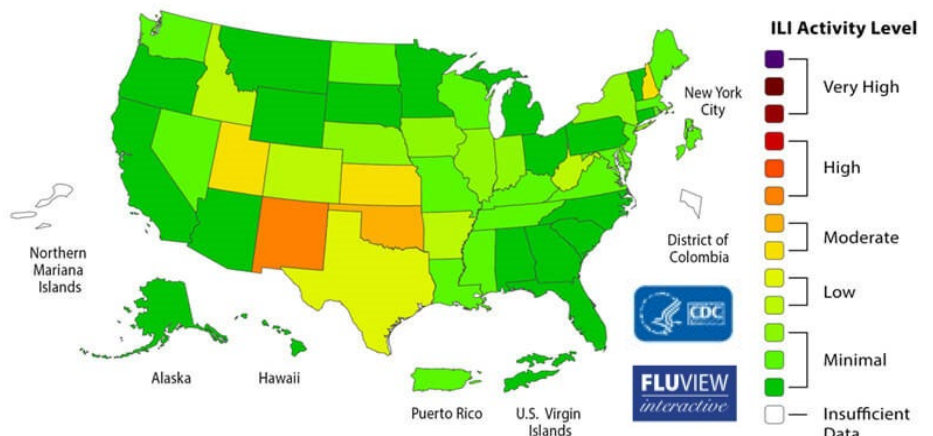 ILI Activity Level
Very High
High
Moderate
Low
Minimal
Insufficient
Data
New York
City
District of
Colombia
Northern
Mariana
Islands
Alaska
Hawaii
Puerto Rico
U.S. Virgin
Islands
CDC
FLUVIEW
interactive